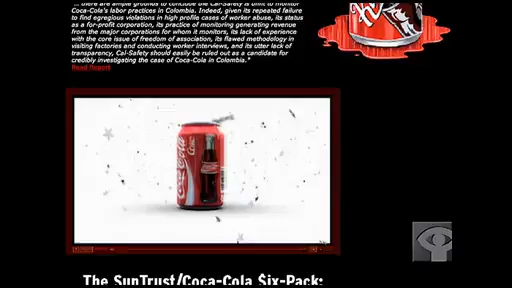 ... there are ample grounds to conclude the Cal-Safety is unfit to monitor
Coca-Cola's labor practices in Colombia. Indeed, given its repeated failure
to find egregious violations in high profile cases of worker abuse, its status
as a for-profit corporation, its practice of monitoring generating revenue
from the major corporations for whom it monitors, its lack of experience
with the core issue of freedom of association, its flawed methodology in
visiting factories and conducting worker interviews, and its utter lack of
transparency, Cal-Safety should easily be ruled out as a candidate for
credibly investigating the case of Coca-Cola in Colombia."
Read Report
Coca-Cola
The SunTrust/Coca-Cola Six-Pack: